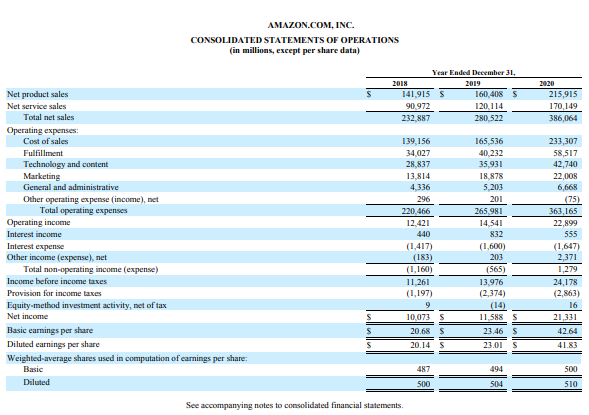 AMAZON.COM, INC.
CONSOLIDATED STATEMENTS OF OPERATIONS
(in millions, except per share data)
Year Ended December 31,
2018 2019 2020
Net product sales $ 141,915 $ 160,408 $ 215,915
Net service sales 90,972 120,114 170,149
Total net sales 232,887 280,522 386,064
Operating expenses:
Cost of sales 139,156 165,536 233,307
Fulfillment 34,027 40,232 58,517
Technology and content 28,837 35,931 42,740
Marketing 13,814 18,878 22,008
General and administrative 4,336 5,203 6,668
Other operating expense (income), net 296 201 (75)
Total operating expenses 220,466 265,981 363,165
Operating income 12,421 14,541 22,899
Interest income 440 832 555
Interest expense (1,417) (1,600) (1,647)
Other income (expense), net (183) 203 2,371
Total non-operating income (expense) (1,160) (565) 1,279
Income before income taxes 11,261 13,976 24,178
Provision for income taxes (1,197) (2,374) (2,863)
Equity-method investment activity, net of tax 9 (14) 16
Net income $ 10,073 $ 11,588 $ 21,331
Basic earnings per share $ 20.68 $ 23.46 $ 42.64
Diluted earnings per share $ 20.14 $ 23.01 $ 41.83
Weighted-average shares used in computation of earnings per share:
Basic 487 494 500
Diluted 500 504 510
See accompanying notes to consolidated financial statements.